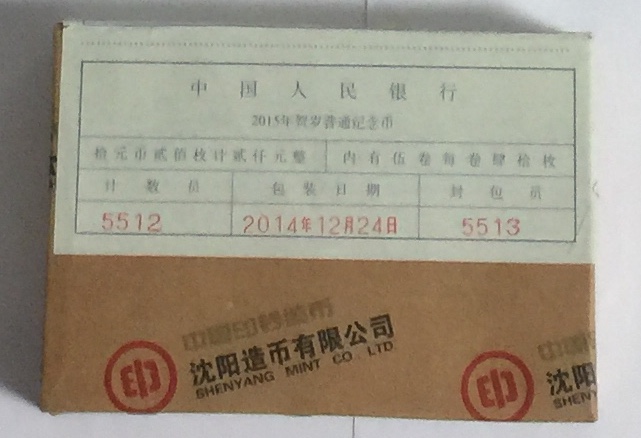 中国人民银行
2015年贺岁普通纪念币
拾元币贰佰枚计贰仟元整 内有伍卷每卷肆拾枚
计数员 包装日期 封包员
5512 2014年12月24日 5513
中国印钞造币
沈阳造币有限公司
SHENYANG MINT CO. LTD
中国印
沈阳
SHENY